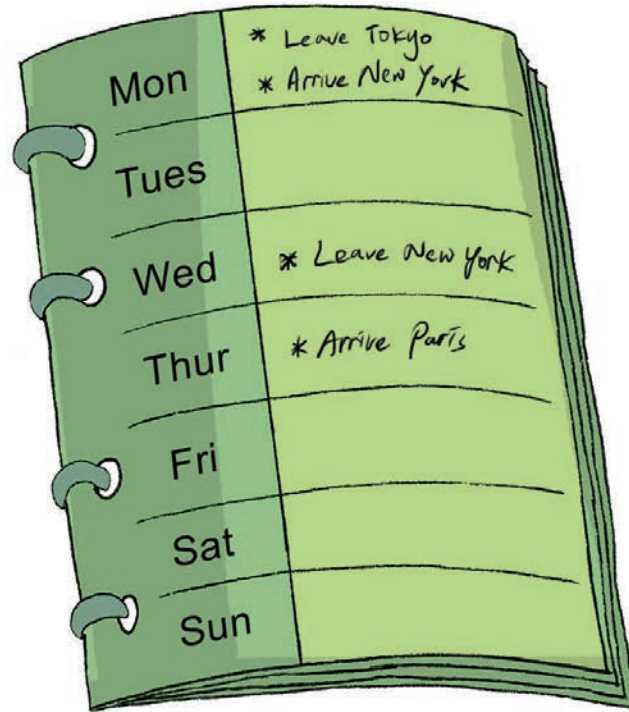 Mon
* Leave Tokyo
* Arrive New York
Tues
Wed
* Leave New York
Thur
* Arrive Paris
Fri
Sat
Sun